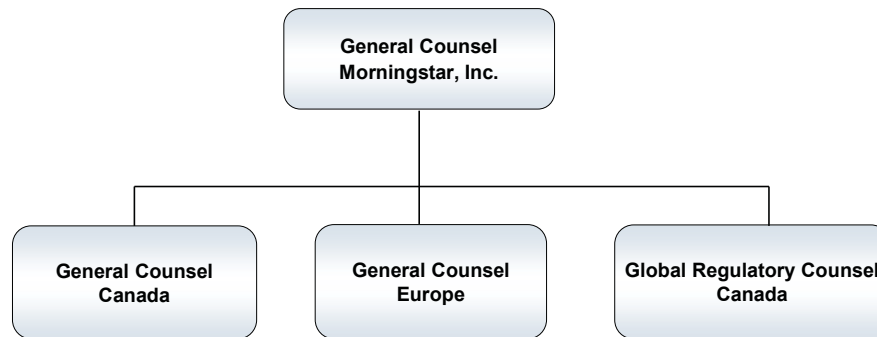 General Counsel
Morningstar, Inc.
General Counsel
Canada
General Counsel
Europe
Global Regulatory Counsel
Canada